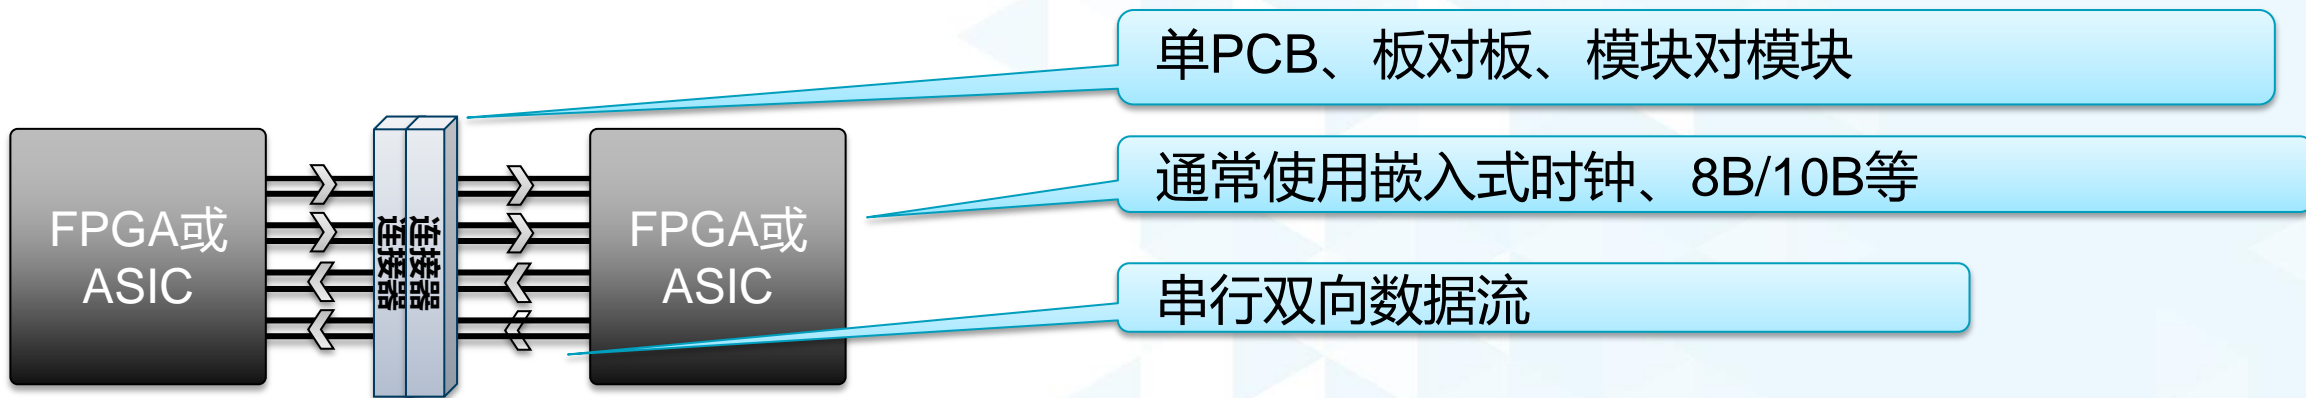 单PCB、板对板、模块对模块
通常使用嵌入式时钟、8B/10B等
串行双向数据流
FPGA或
ASIC
连接器
连接器
FPGA或
ASIC